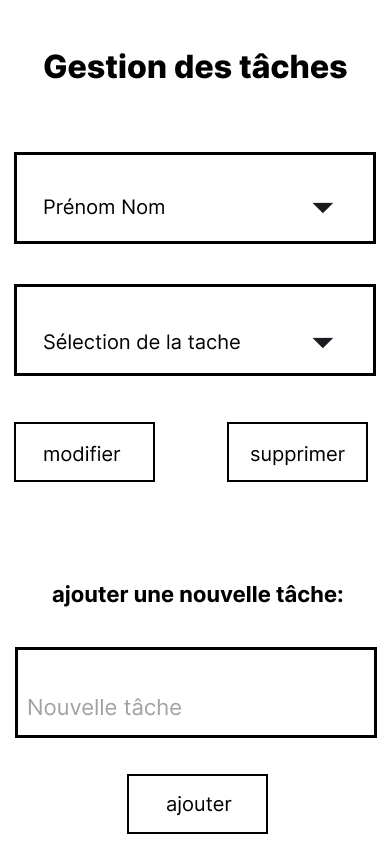 Gestion des tâches
Prénom Nom
Sélection de la tache
modifier
supprimer
ajouter une nouvelle tâche:
Nouvelle tâche
ajouter